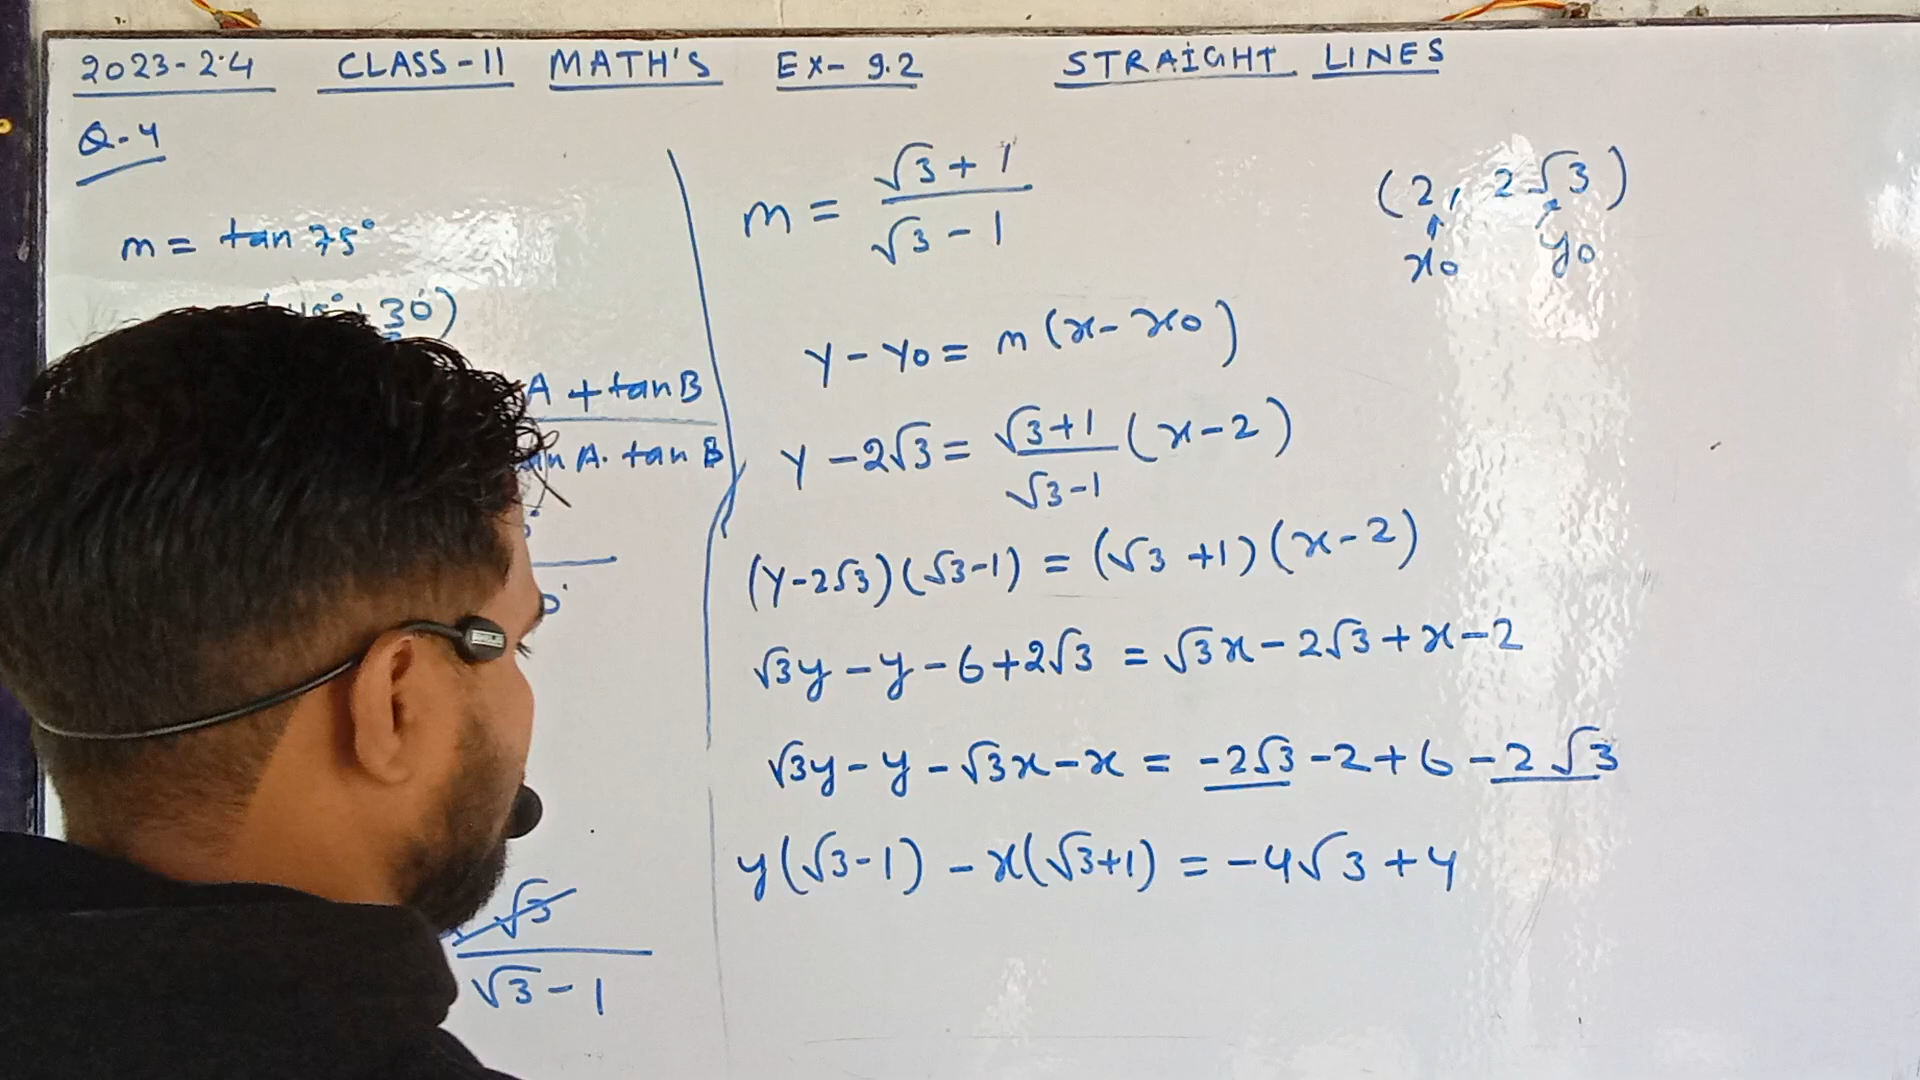 2023-24 CLASS-11 MATH'S EX- 9.2 STRAIGHT LINES
Q-4
m = tan 75°
+ 30°)
A + tan B
tan A. tan B
√3
√3 - 1
m = √3 + 1 / √3 - 1
(2, 2√3)
x₀ y₀
y - y₀ = m (x - x₀)
y - 2√3 = √3+1 / √3-1 (x - 2)
(y - 2√3)(√3-1) = (√3 +1)(x - 2)
√3y - y - 6 + 2√3 = √3x - 2√3 + x - 2
√3y - y - √3x - x = -2√3 - 2 + 6 - 2√3
y(√3-1) - x(√3+1) = -4√3 + 4